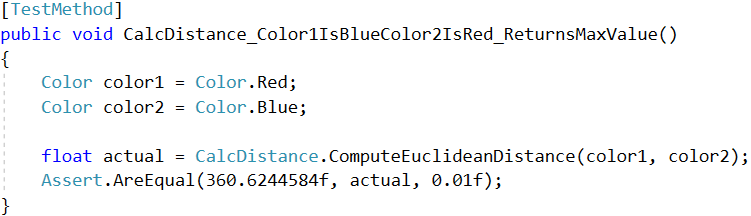 [TestMethod]
public void CalcDistance_Color1IsBlueColor2IsRed_ReturnsMaxValue()
{
    Color color1 = Color.Red;
    Color color2 = Color.Blue;

    float actual = CalcDistance.ComputeEuclideanDistance(color1, color2);
    Assert.AreEqual(360.6244584f, actual, 0.01f);
}